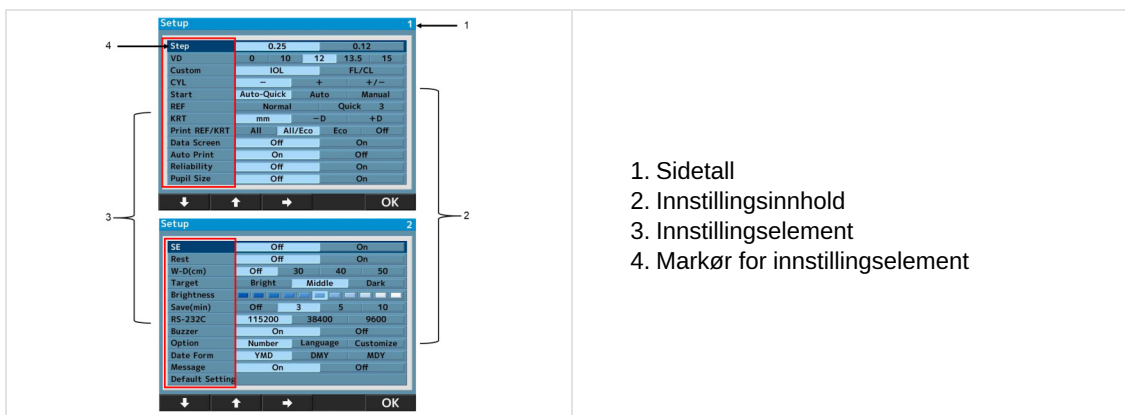 Setup 1
Step 0.25 0.12
VD 0 10 12 13.5 15
Custom IOL FL/CL
CYL − + +/−
Start Auto-Quick Auto Manual
REF Normal Quick 3
KRT mm −D +D
Print REF/KRT All All/Eco Eco Off
Data Screen Off On
Auto Print On Off
Reliability Off On
Pupil Size Off On
OK
Setup 2
SE Off On
Rest Off On
W-D(cm) Off 30 40 50
Target Bright Middle Dark
Brightness
Save(min) Off 3 5 10
RS-232C 115200 38400 9600
Buzzer On Off
Option Number Language Customize
Date Form YMD DMY MDY
Message On Off
Default Setting
OK
1
4
3
2
1. Sidetall
2. Innstillingsinnhold
3. Innstillingselement
4. Markør for innstillingselement